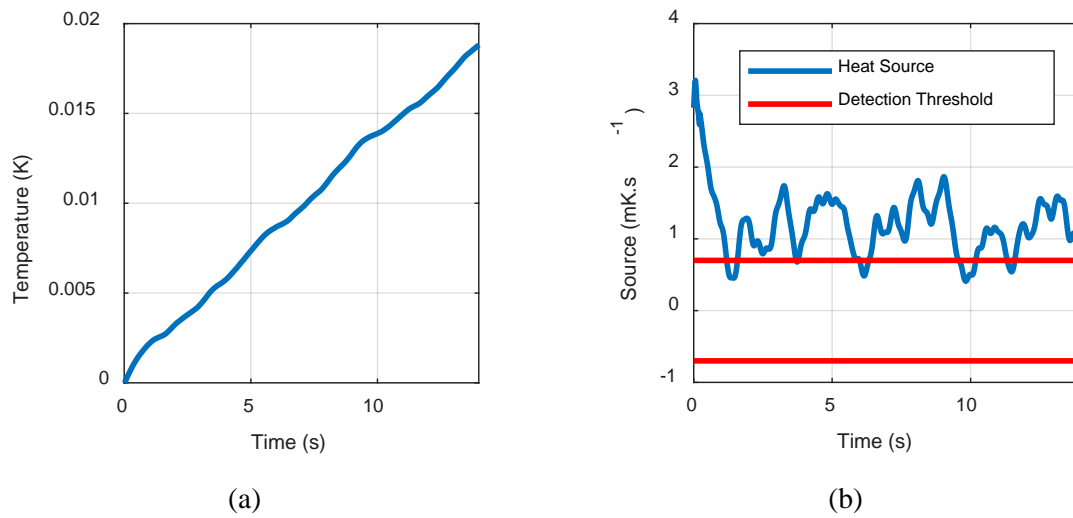 0.02
0.015
0.01
0.005
0
Temperature (K)
0 5 10
Time (s)
(a)
4
3
2
1
0
-1
Source (mK.s-1)
Heat Source
Detection Threshold
0 5 10
Time (s)
(b)